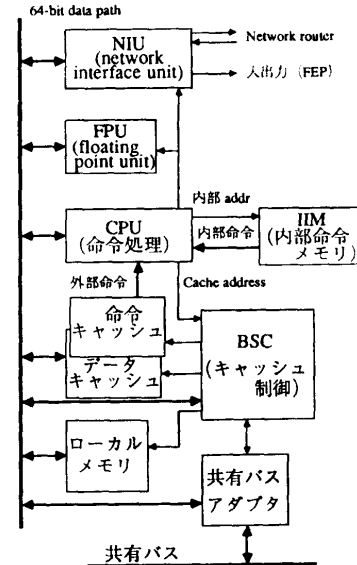 64-bit data path
NIU
(network
interface unit)
Network router
入出力 (FEP)
FPU
(floating
point unit)
CPU
(命令処理)
内部 addr
内部命令
IIM
(内部命令
メモリ)
外部命令
Cache address
命令
キャッシュ
データ
キャッシュ
BSC
(キャッシュ
制御)
ローカル
メモリ
共有バス
アダプタ
共有バス